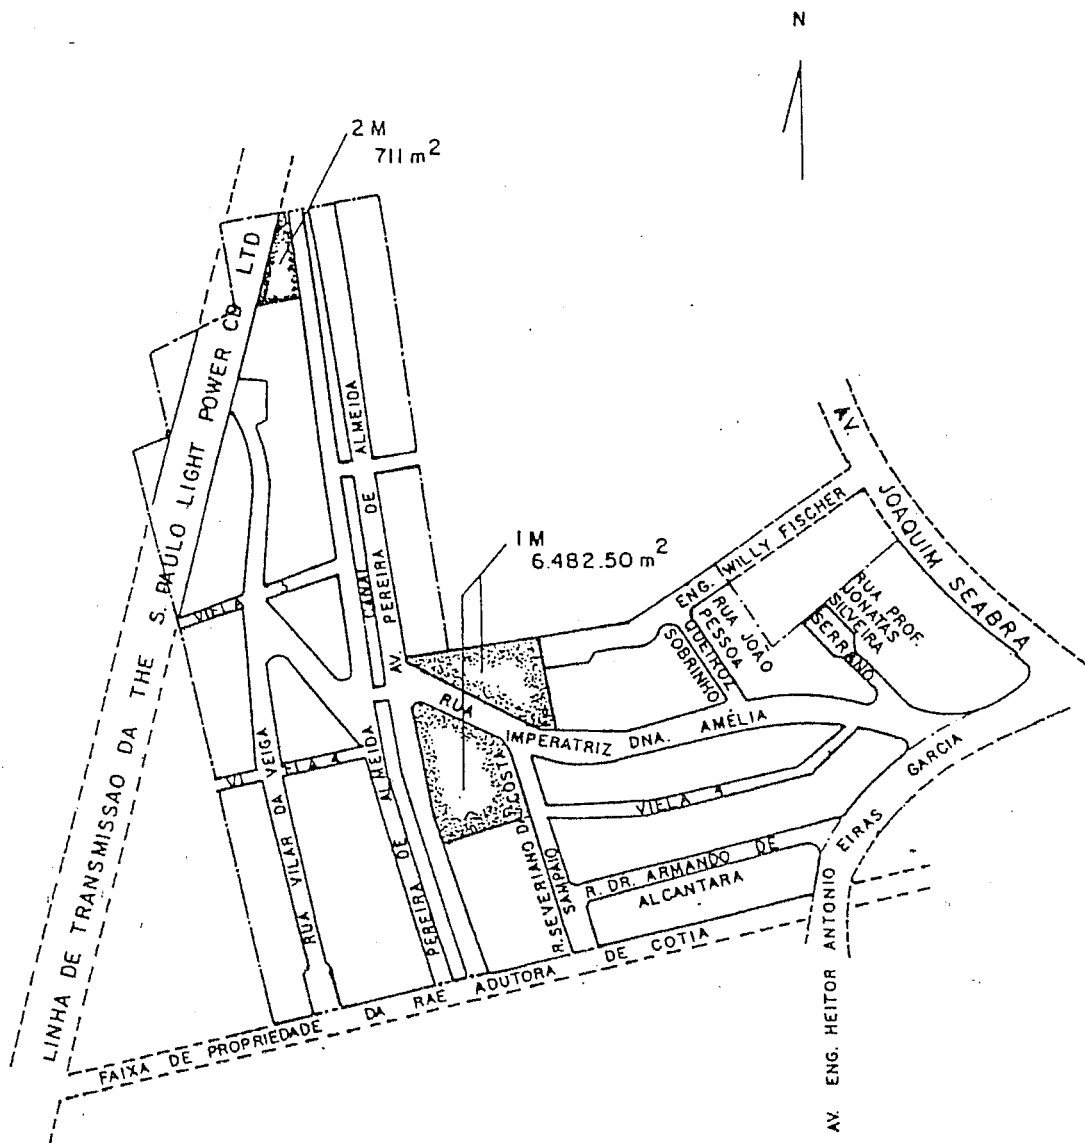 N
2 M
711 m²
LINHA DE TRANSMISSAO DA THE S. PAULO LIGHT POWER CO LTD
ALMEIDA
PEREIRA DE
CANAL
AV.
1 M
6.482.50 m²
AV. JOAQUIM SEABRA
ENG. WILLY FISCHER
RUA JOAO
PESSOA
QUEIROZ
SOBRINHO
RUA PROF.
JONATAS
SILVEIRA
SERRANO
VIELA 3
RUA
IMPERATRIZ DNA. AMÉLIA
VIELA 4
RUA VILAR DA VEIGA
ALMEIDA
PEREIRA DE
R. SEVERIANO DA COSTA
SAMPAIO
VIELA 4
R. DR. ARMANDO DE
ALCANTARA
GARCIA
EIRAS
AV. ENG. HEITOR ANTONIO
FAIXA DE PROPRIEDADE DA RAE ADUTORA DE COTIA